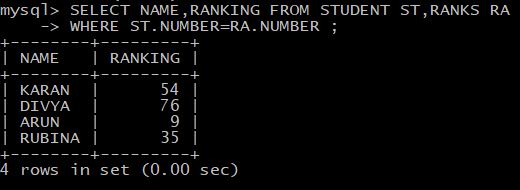 mysql> SELECT NAME,RANKING FROM STUDENT ST,RANKS RA
    -> WHERE ST.NUMBER=RA.NUMBER ;
+--------+---------+
| NAME   | RANKING |
+--------+---------+
| KARAN  |      54 |
| DIVYA  |      76 |
| ARUN   |       9 |
| RUBINA |      35 |
+--------+---------+
4 rows in set (0.00 sec)